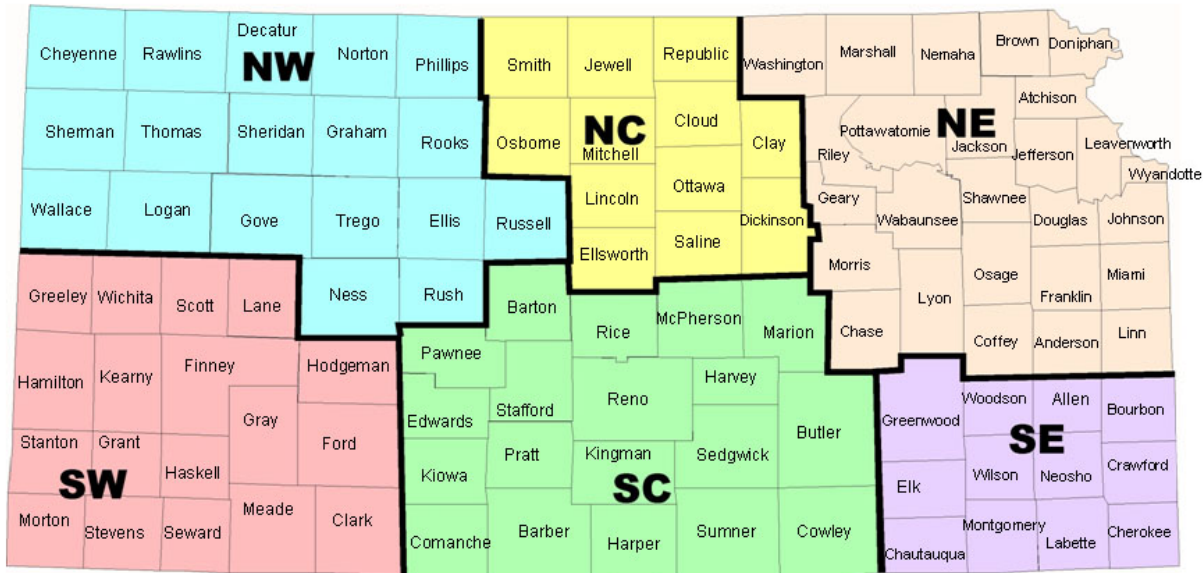 Cheyenne
Rawlins
Decatur
Norton
Phillips
NW
Sherman
Thomas
Sheridan
Graham
Rooks
Wallace
Logan
Gove
Trego
Ellis
Russell
Ness
Rush
Smith
Jewell
Republic
NC
Osborne
Mitchell
Cloud
Clay
Lincoln
Ottawa
Dickinson
Ellsworth
Saline
Washington
Marshall
Nemaha
Brown
Doniphan
NE
Atchison
Pottawatomie
Riley
Jackson
Jefferson
Leavenworth
Wyandotte
Geary
Wabaunsee
Shawnee
Douglas
Johnson
Morris
Lyon
Osage
Franklin
Miami
Chase
Coffey
Anderson
Linn
Greeley
Wichita
Scott
Lane
Hamilton
Kearny
Finney
Hodgeman
Stanton
Grant
Haskell
Gray
Ford
SW
Morton
Stevens
Seward
Meade
Clark
Barton
Rice
McPherson
Marion
Pawnee
Stafford
Reno
Harvey
Butler
Edwards
Kiowa
Pratt
Kingman
Sedgwick
SC
Comanche
Barber
Harper
Sumner
Cowley
Greenwood
Woodson
Allen
Bourbon
SE
Elk
Wilson
Neosho
Crawford
Chautauqua
Montgomery
Labette
Cherokee